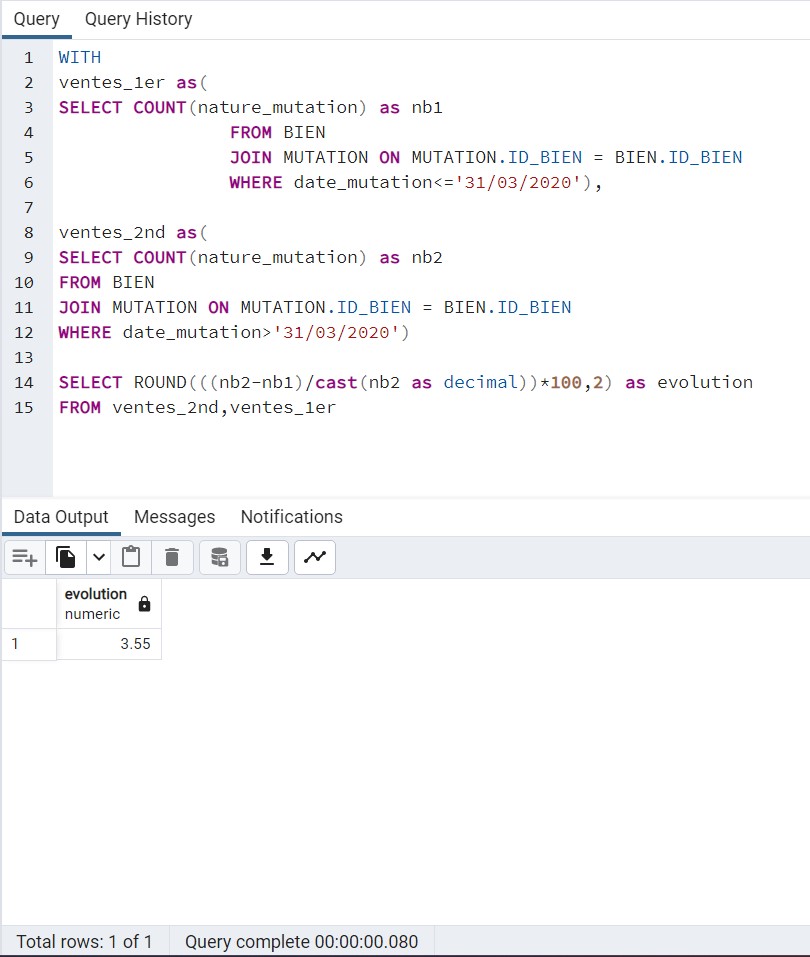 Query Query History
1 WITH
2 ventes_1er as(
3 SELECT COUNT(nature_mutation) as nb1
4 FROM BIEN
5 JOIN MUTATION ON MUTATION.ID_BIEN = BIEN.ID_BIEN
6 WHERE date_mutation<='31/03/2020'),
7
8 ventes_2nd as(
9 SELECT COUNT(nature_mutation) as nb2
10 FROM BIEN
11 JOIN MUTATION ON MUTATION.ID_BIEN = BIEN.ID_BIEN
12 WHERE date_mutation>'31/03/2020')
13
14 SELECT ROUND(((nb2-nb1)/cast(nb2 as decimal))*100,2) as evolution
15 FROM ventes_2nd,ventes_1er
Data Output Messages Notifications
evolution
numeric
1 3.55
Total rows: 1 of 1 Query complete 00:00:00.080